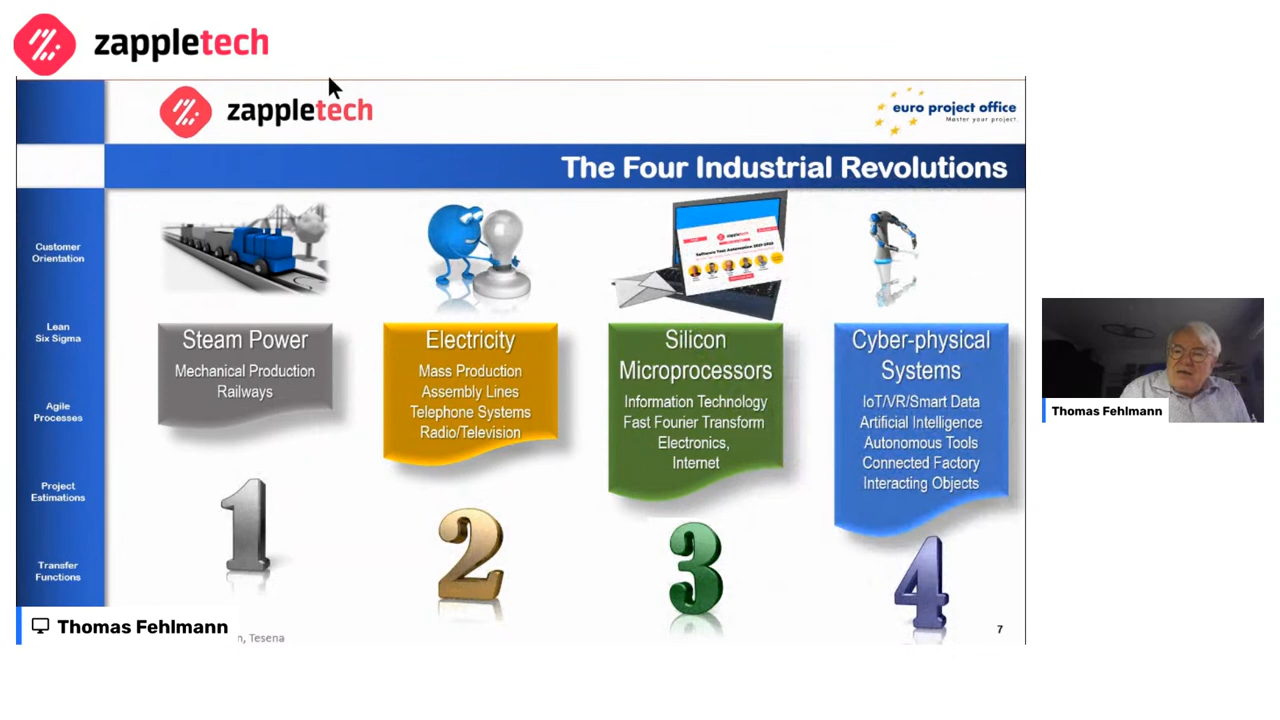 zappletech
zappletech
euro project office
Master your project.
The Four Industrial Revolutions
Customer
Orientation
Lean
Six Sigma
Agile
Processes
Project
Estimations
Transfer
Functions
Steam Power
Mechanical Production
Railways
Electricity
Mass Production
Assembly Lines
Telephone Systems
Radio/Television
zappletech
Silicon
Microprocessors
Information Technology
Fast Fourier Transform
Electronics,
Internet
Cyber-physical
Systems
IoT/VR/Smart Data
Artificial Intelligence
Autonomous Tools
Connected Factory
Interacting Objects
1
2
3
4
Thomas Fehlmann
n, Tesena
7
Thomas Fehlmann